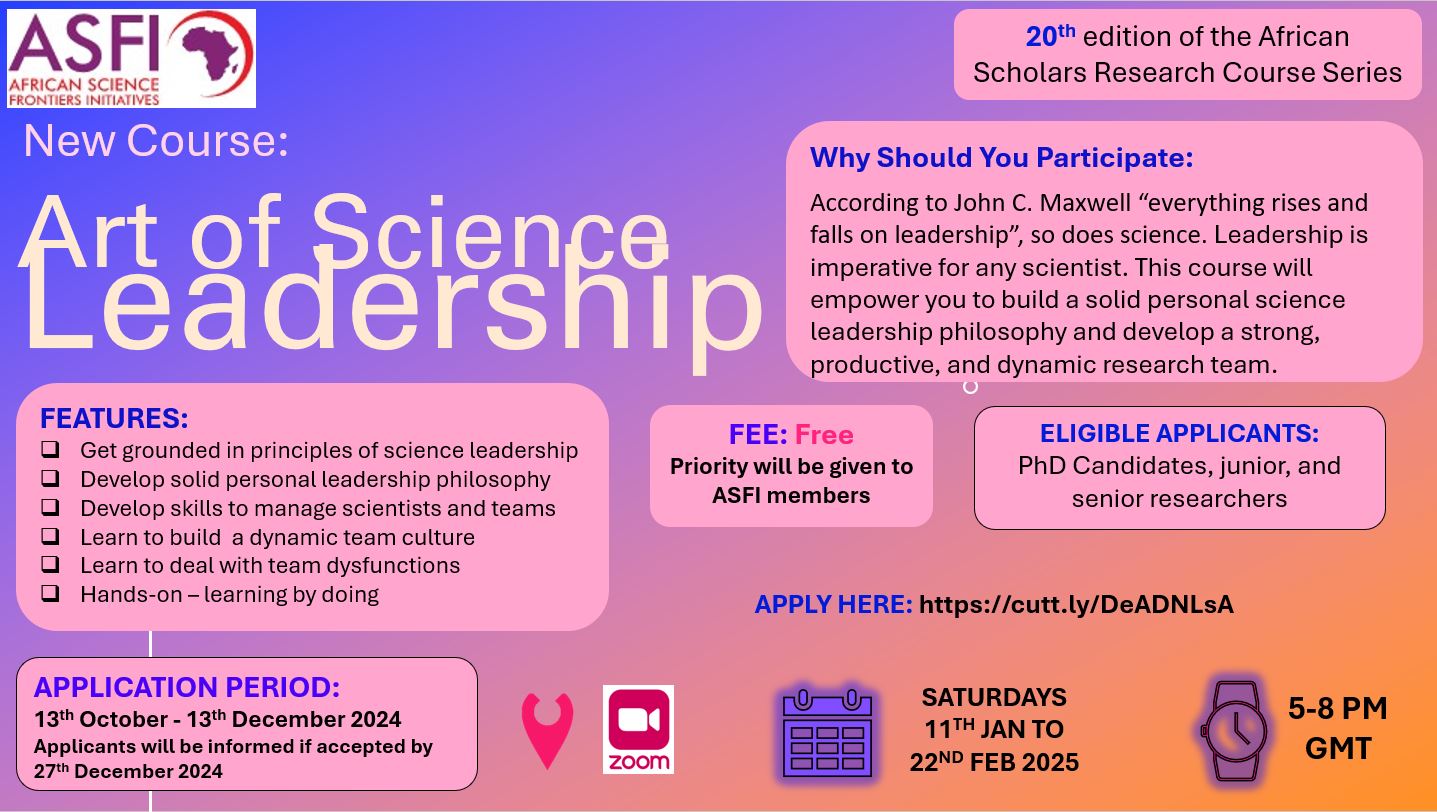 ASFI
AFRICAN SCIENCE
FRONTIERS INITIATIVES
20th edition of the African
Scholars Research Course Series
New Course:
Art of Science
Leadership
Why Should You Participate:
According to John C. Maxwell “everything rises and
falls on leadership”, so does science. Leadership is
imperative for any scientist. This course will
empower you to build a solid personal science
leadership philosophy and develop a strong,
productive, and dynamic research team.
FEATURES:
❑ Get grounded in principles of science leadership
❑ Develop solid personal leadership philosophy
❑ Develop skills to manage scientists and teams
❑ Learn to build  a dynamic team culture
❑ Learn to deal with team dysfunctions
❑ Hands-on – learning by doing
FEE: Free
Priority will be given to
ASFI members
ELIGIBLE APPLICANTS:
PhD Candidates, junior, and
senior researchers
APPLY HERE: https://cutt.ly/DeADNLsA
APPLICATION PERIOD:
13th October - 13th December 2024
Applicants will be informed if accepted by
27th December 2024
zoom
SATURDAYS
11TH JAN TO
22ND FEB 2025
5-8 PM
GMT